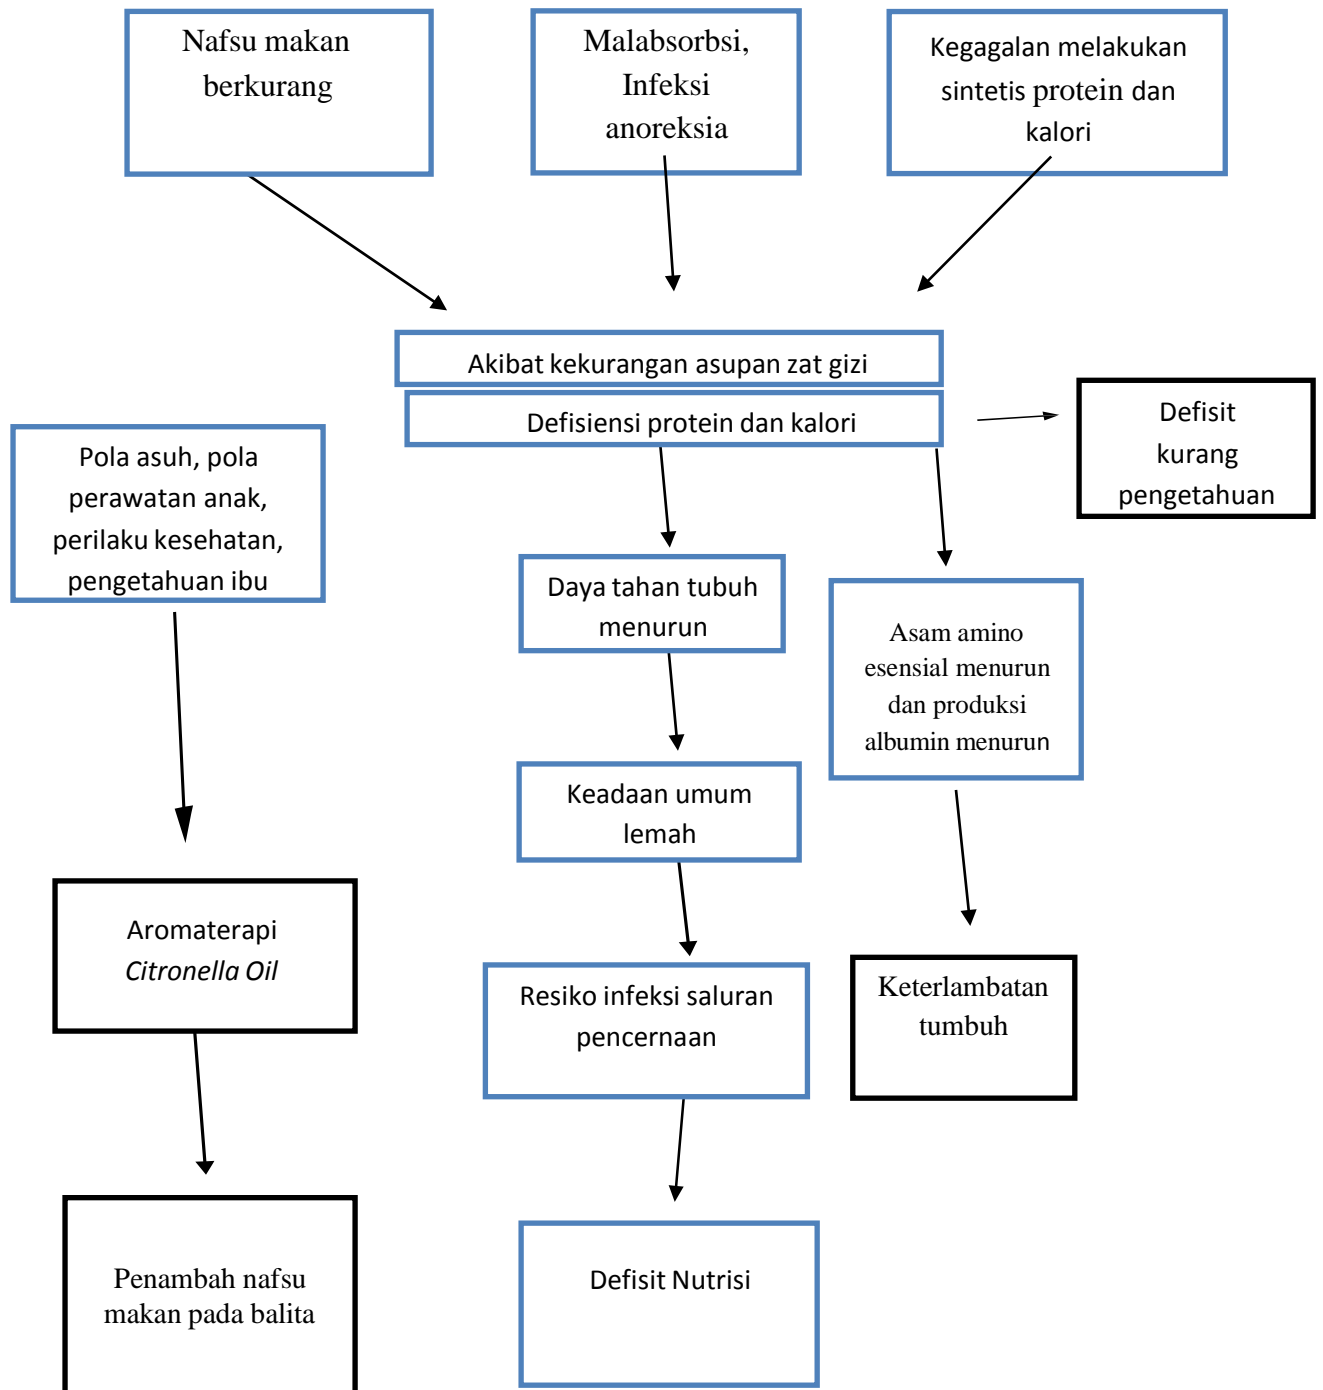 Nafsu makan
berkurang
Malabsorbsi,
Infeksi
anoreksia
Kegagalan melakukan
sintetis protein dan
kalori
Akibat kekurangan asupan zat gizi
Defisiensi protein dan kalori
Defisit
kurang
pengetahuan
Pola asuh, pola
perawatan anak,
perilaku kesehatan,
pengetahuan ibu
Daya tahan tubuh
menurun
Asam amino
esensial menurun
dan produksi
albumin menurun
Keadaan umum
lemah
Aromaterapi
Citronella Oil
Resiko infeksi saluran
pencernaan
Keterlambatan
tumbuh
Penambah nafsu
makan pada balita
Defisit Nutrisi